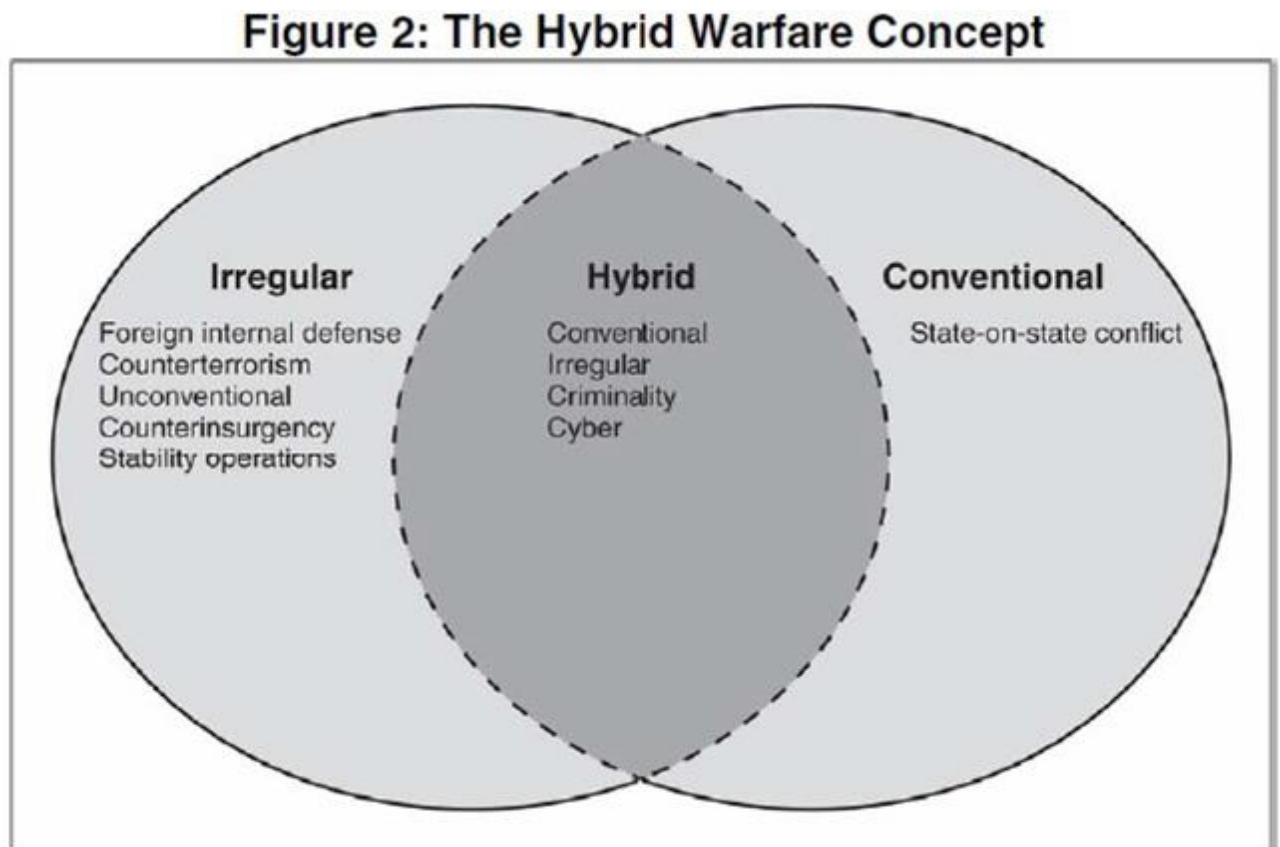 Figure 2: The Hybrid Warfare Concept
Irregular
Foreign internal defense
Counterterrorism
Unconventional
Counterinsurgency
Stability operations
Hybrid
Conventional
Irregular
Criminality
Cyber
Conventional
State-on-state conflict